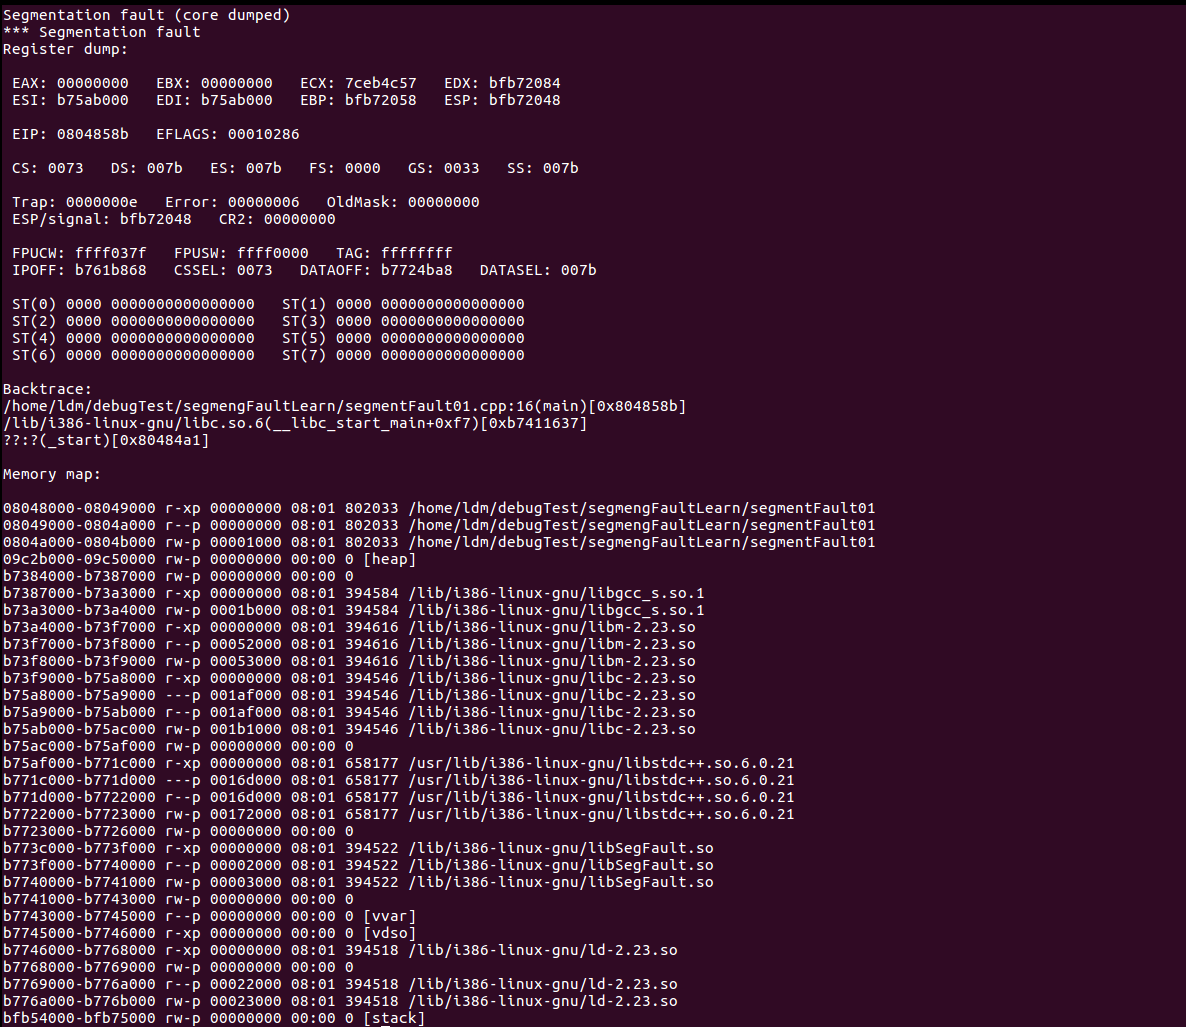 Segmentation fault (core dumped)
*** Segmentation fault
Register dump:
EAX: 00000000 EBX: 00000000 ECX: 7ceb4c57 EDX: bfb72084
ESI: b75ab000 EDI: b75ab000 EBP: bfb72058 ESP: bfb72048
EIP: 0804858b EFLAGS: 00010286
CS: 0073 DS: 007b ES: 007b FS: 0000 GS: 0033 SS: 007b
Trap: 0000000e Error: 00000006 OldMask: 00000000
ESP/signal: bfb72048 CR2: 00000000
FPUCW: ffff037f FPUSW: ffff0000 TAG: ffffffff
IPOFF: b761b868 CSSEL: 0073 DATAOFF: b7724ba8 DATASEL: 007b
ST(0) 0000 0000000000000000 ST(1) 0000 0000000000000000
ST(2) 0000 0000000000000000 ST(3) 0000 0000000000000000
ST(4) 0000 0000000000000000 ST(5) 0000 0000000000000000
ST(6) 0000 0000000000000000 ST(7) 0000 0000000000000000
Backtrace:
/home/ldm/debugTest/segmengFaultLearn/segmentFault01.cpp:16(main)[0x804858b]
/lib/i386-linux-gnu/libc.so.6(__libc_start_main+0xf7)[0xb7411637]
??:?(_start)[0x80484a1]
Memory map:
08048000-08049000 r-xp 00000000 08:01 802033 /home/ldm/debugTest/segmengFaultLearn/segmentFault01
08049000-0804a000 r--p 00000000 08:01 802033 /home/ldm/debugTest/segmengFaultLearn/segmentFault01
0804a000-0804b000 rw-p 00001000 08:01 802033 /home/ldm/debugTest/segmengFaultLearn/segmentFault01
09c2b000-09c50000 rw-p 00000000 00:00 0 [heap]
b7384000-b7387000 rw-p 00000000 00:00 0
b7387000-b73a3000 r-xp 00000000 08:01 394584 /lib/i386-linux-gnu/libgcc_s.so.1
b73a3000-b73a4000 rw-p 0001b000 08:01 394584 /lib/i386-linux-gnu/libgcc_s.so.1
b73a4000-b73f7000 r-xp 00000000 08:01 394616 /lib/i386-linux-gnu/libm-2.23.so
b73f7000-b73f8000 r--p 00052000 08:01 394616 /lib/i386-linux-gnu/libm-2.23.so
b73f8000-b73f9000 rw-p 00053000 08:01 394616 /lib/i386-linux-gnu/libm-2.23.so
b73f9000-b75a8000 r-xp 00000000 08:01 394546 /lib/i386-linux-gnu/libc-2.23.so
b75a8000-b75a9000 ---p 001af000 08:01 394546 /lib/i386-linux-gnu/libc-2.23.so
b75a9000-b75ab000 r--p 001af000 08:01 394546 /lib/i386-linux-gnu/libc-2.23.so
b75ab000-b75ac000 rw-p 001b1000 08:01 394546 /lib/i386-linux-gnu/libc-2.23.so
b75ac000-b75af000 rw-p 00000000 00:00 0
b75af000-b771c000 r-xp 00000000 08:01 658177 /usr/lib/i386-linux-gnu/libstdc++.so.6.0.21
b771c000-b771d000 ---p 0016d000 08:01 658177 /usr/lib/i386-linux-gnu/libstdc++.so.6.0.21
b771d000-b7722000 r--p 0016d000 08:01 658177 /usr/lib/i386-linux-gnu/libstdc++.so.6.0.21
b7722000-b7723000 rw-p 00172000 08:01 658177 /usr/lib/i386-linux-gnu/libstdc++.so.6.0.21
b7723000-b7726000 rw-p 00000000 00:00 0
b773c000-b773f000 r-xp 00000000 08:01 394522 /lib/i386-linux-gnu/libSegFault.so
b773f000-b7740000 r--p 00002000 08:01 394522 /lib/i386-linux-gnu/libSegFault.so
b7740000-b7741000 rw-p 00003000 08:01 394522 /lib/i386-linux-gnu/libSegFault.so
b7741000-b7743000 rw-p 00000000 00:00 0
b7743000-b7745000 r--p 00000000 00:00 0 [vvar]
b7745000-b7746000 r-xp 00000000 00:00 0 [vdso]
b7746000-b7768000 r-xp 00000000 08:01 394518 /lib/i386-linux-gnu/ld-2.23.so
b7768000-b7769000 rw-p 00000000 00:00 0
b7769000-b776a000 r--p 00022000 08:01 394518 /lib/i386-linux-gnu/ld-2.23.so
b776a000-b776b000 rw-p 00023000 08:01 394518 /lib/i386-linux-gnu/ld-2.23.so
bfb54000-bfb75000 rw-p 00000000 00:00 0 [stack]